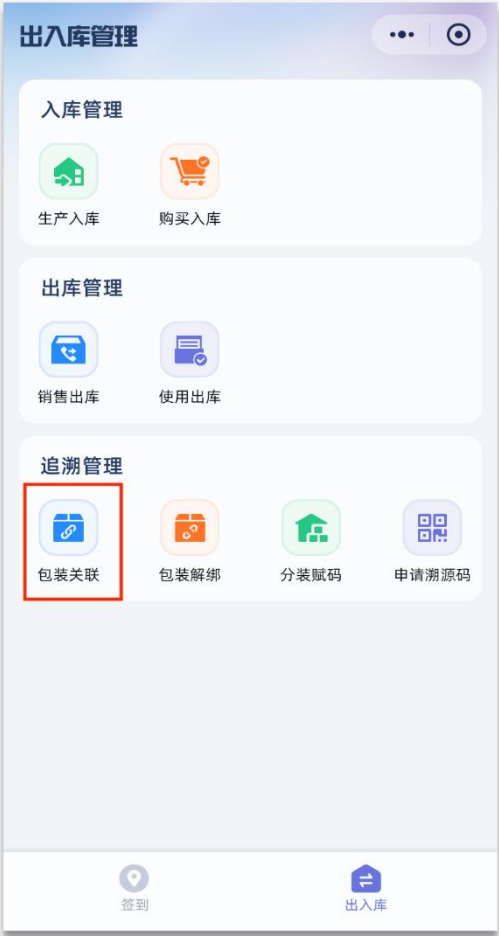 出入库管理
入库管理
生产入库 购买入库
出库管理
销售出库 使用出库
追溯管理
包装关联 包装解绑 分装赋码 申请溯源码
签到 出入库